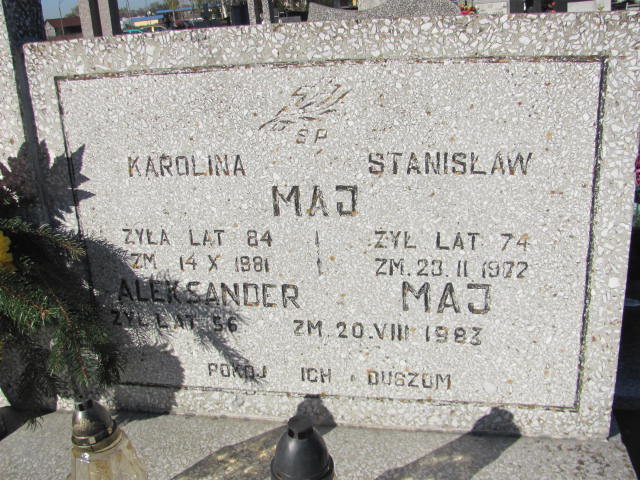 ŚP
KAROLINA STANISŁAW
MAJ
ŻYŁA LAT 84 ŻYŁ LAT 74
ZM 14 X 1981 ZM. 23. II 1972
ALEKSANDER MAJ
ŻYŁ LAT 56 ZM. 20. VIII 1983
POKÓJ ICH DUSZOM